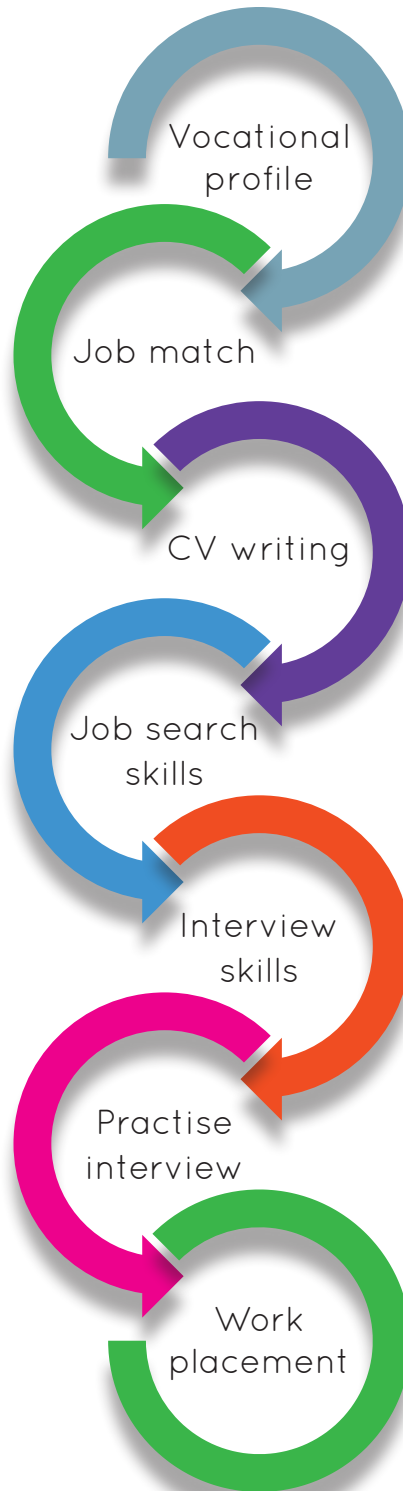 Vocational
profile
Job match
CV writing
Job search
skills
Interview
skills
Practise
interview
Work
placement